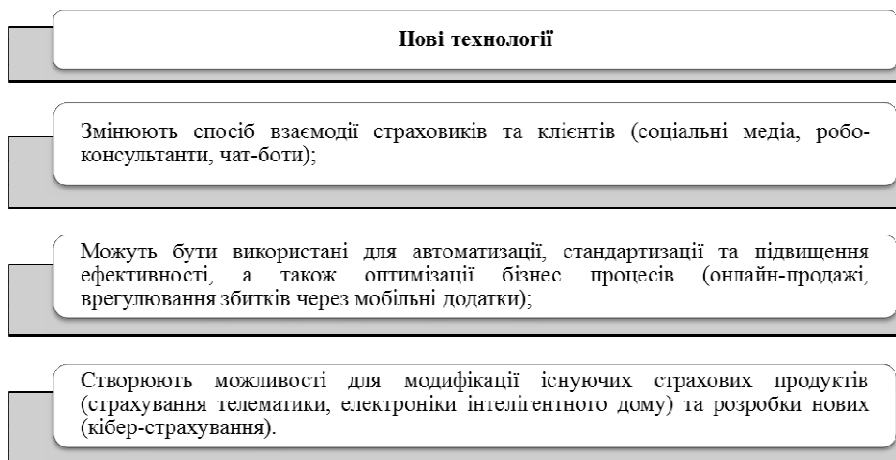 Нові технології
Змінюють спосіб взаємодії страховиків та клієнтів (соціальні медіа, робо-
консультанти, чат-боти);
Можуть бути використані для автоматизації, стандартизації та підвищення
ефективності, а також оптимізації бізнес процесів (онлайн-продажі,
врегулювання збитків через мобільні додатки);
Створюють можливості для модифікації існуючих страхових продуктів
(страхування телематики, електроніки інтелігентного дому) та розробки нових
(кібер-страхування).